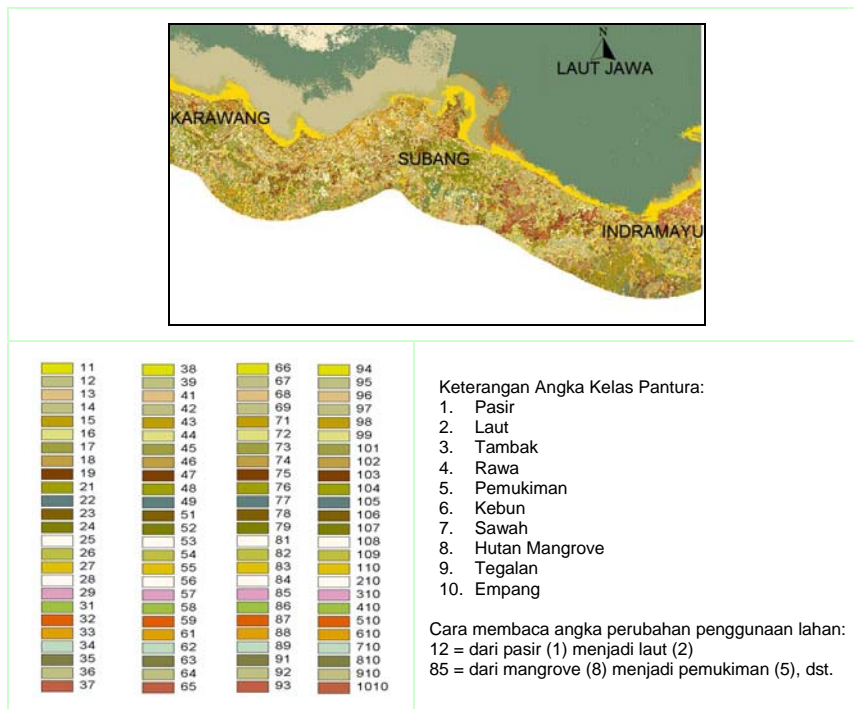 N
LAUT JAWA
KARAWANG
SUBANG
INDRAMAYU
11 38 66 94
12 39 67 95
13 41 68 96
14 42 69 97
15 43 71 98
16 44 72 99
17 45 73 101
18 46 74 102
19 47 75 103
21 48 76 104
22 49 77 105
23 51 78 106
24 52 79 107
25 53 81 108
26 54 82 109
27 55 83 110
28 56 84 210
29 57 85 310
31 58 86 410
32 59 87 510
33 61 88 610
34 62 89 710
35 63 91 810
36 64 92 910
37 65 93 1010
Keterangan Angka Kelas Pantura:
1. Pasir
2. Laut
3. Tambak
4. Rawa
5. Pemukiman
6. Kebun
7. Sawah
8. Hutan Mangrove
9. Tegalan
10. Empang
Cara membaca angka perubahan penggunaan lahan:
12 = dari pasir (1) menjadi laut (2)
85 = dari mangrove (8) menjadi pemukiman (5), dst.